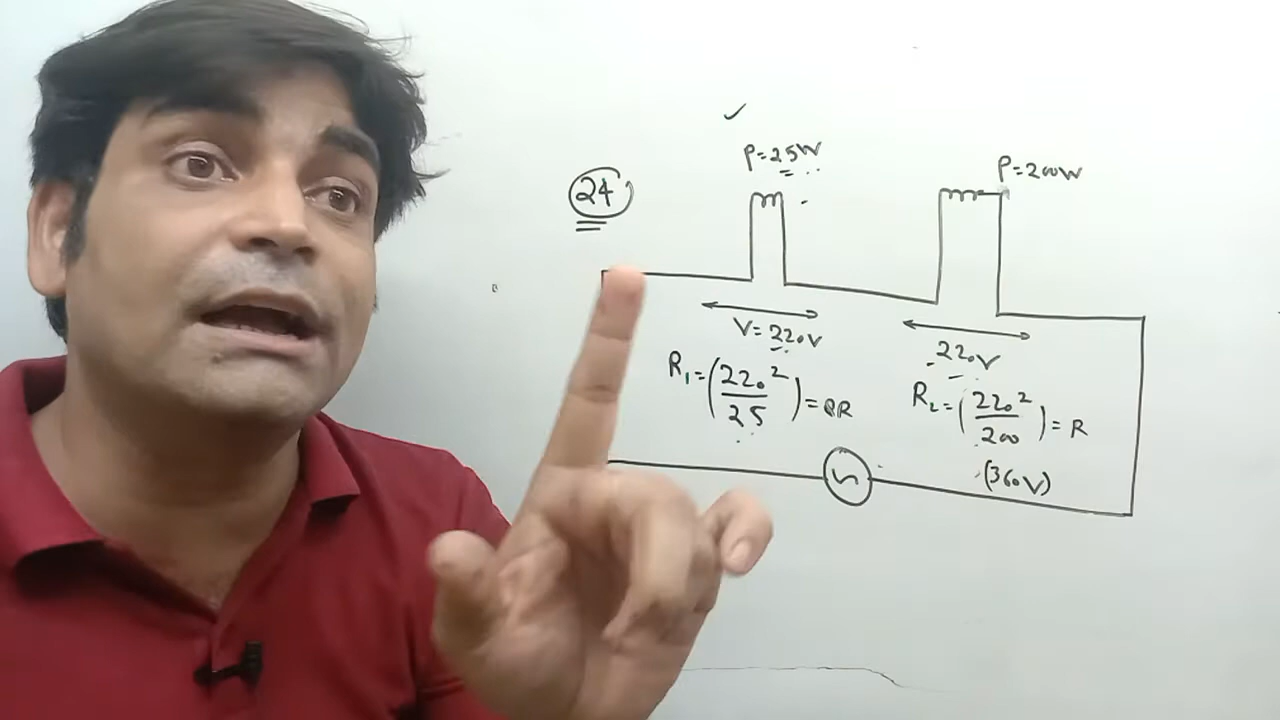 24
P=25W
P=200W
V=220V
220V
R₁=(220²/25)=8R
R₂=(220²/200)=R
(360V)